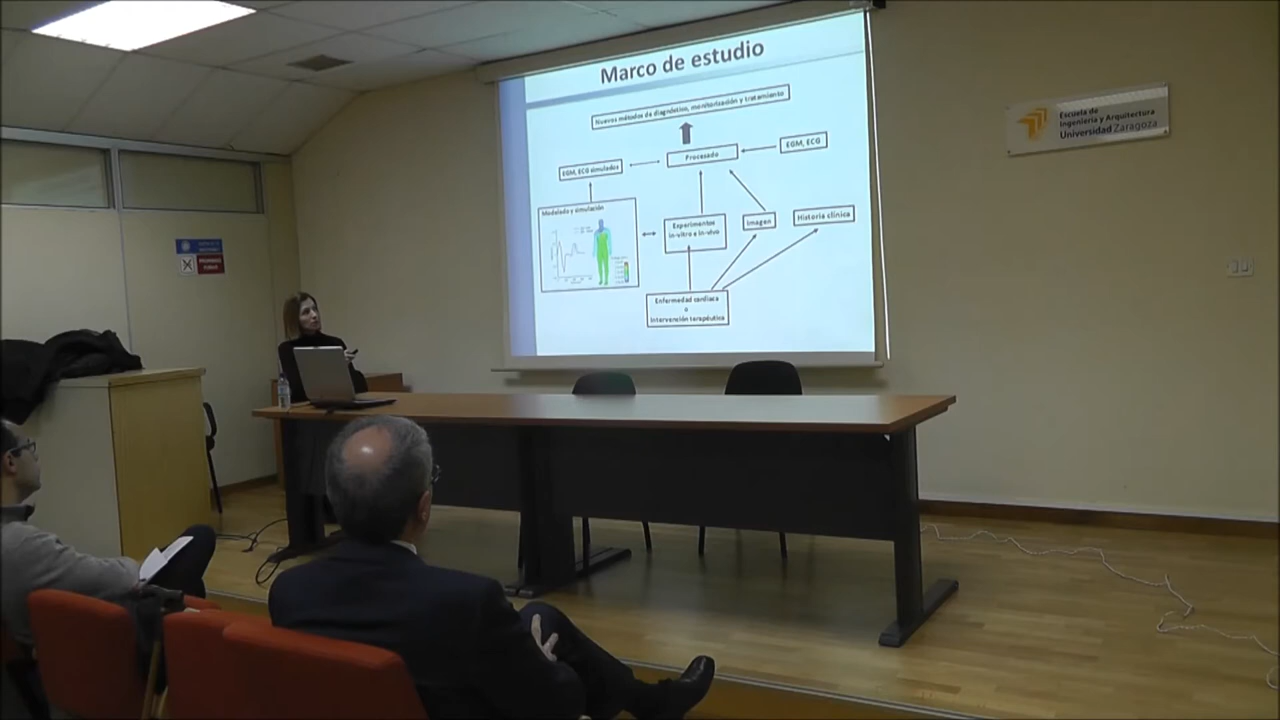 Marco de estudio
Nuevos métodos de diagnóstico, monitorización y tratamiento
Procesado
EGM, ECG
EGM, ECG simulados
Modelado y simulación
Experimentos
in-vitro e in-vivo
Imagen
Historia clínica
Enfermedad cardiaca
o
intervención terapéutica
Escuela de
Ingeniería y Arquitectura
Universidad Zaragoza